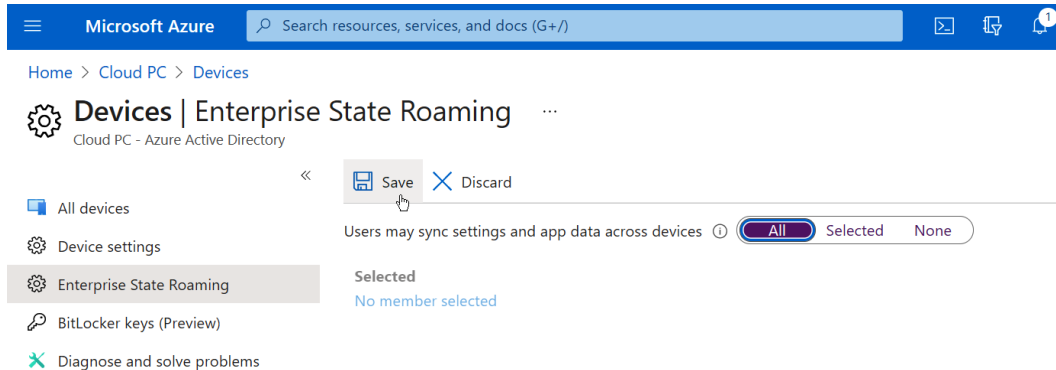 Microsoft Azure
Search resources, services, and docs (G+/)
1
Home > Cloud PC > Devices
Devices | Enterprise State Roaming ...
Cloud PC - Azure Active Directory
«
Save Discard
All devices
Users may sync settings and app data across devices All Selected None
Device settings
Selected
Enterprise State Roaming
No member selected
BitLocker keys (Preview)
Diagnose and solve problems